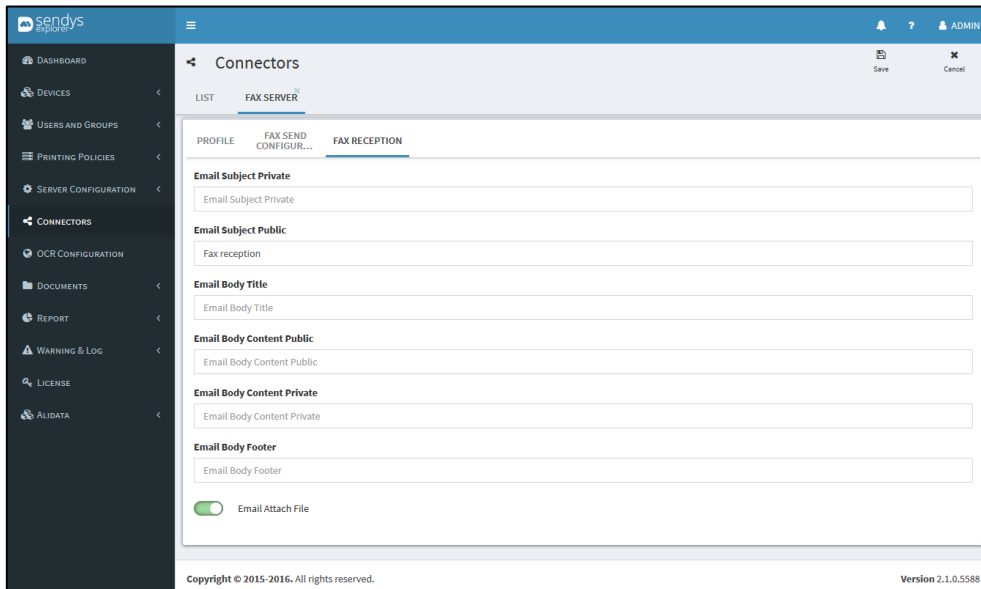 sendys
explorer
ADMIN
DASHBOARD
DEVICES
USERS AND GROUPS
PRINTING POLICIES
SERVER CONFIGURATION
CONNECTORS
OCR CONFIGURATION
DOCUMENTS
REPORT
WARNING & LOG
LICENSE
ALIDATA
Connectors
Save
Cancel
LIST
FAX SERVER
PROFILE
FAX SEND
CONFIGUR...
FAX RECEPTION
Email Subject Private
Email Subject Private
Email Subject Public
Fax reception
Email Body Title
Email Body Title
Email Body Content Public
Email Body Content Public
Email Body Content Private
Email Body Content Private
Email Body Footer
Email Body Footer
Email Attach File
Copyright © 2015-2016. All rights reserved.
Version 2.1.0.5588